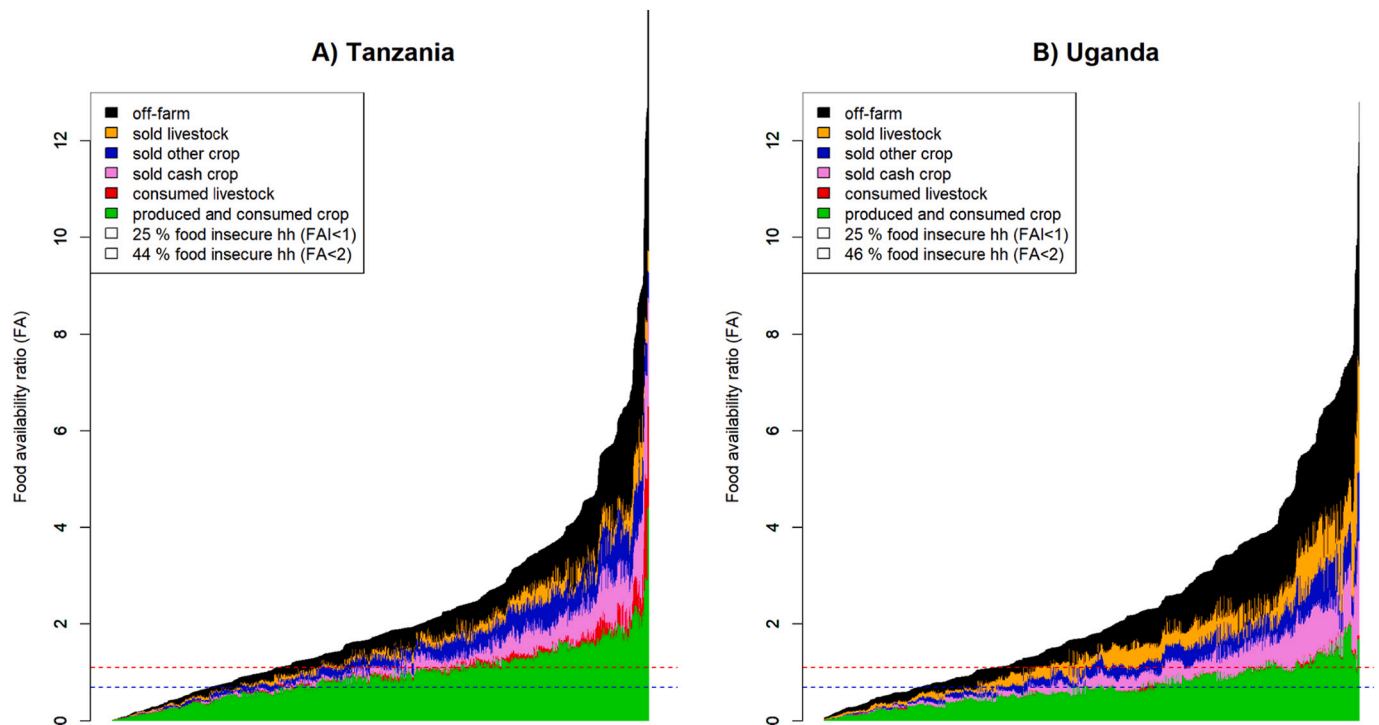 A) Tanzania
off-farm
sold livestock
sold other crop
sold cash crop
consumed livestock
produced and consumed crop
25 % food insecure hh (FAI<1)
44 % food insecure hh (FA<2)
Food availability ratio (FA)
12
10
8
6
4
2
0
B) Uganda
off-farm
sold livestock
sold other crop
sold cash crop
consumed livestock
produced and consumed crop
25 % food insecure hh (FAI<1)
46 % food insecure hh (FA<2)
Food availability ratio (FA)
12
10
8
6
4
2
0